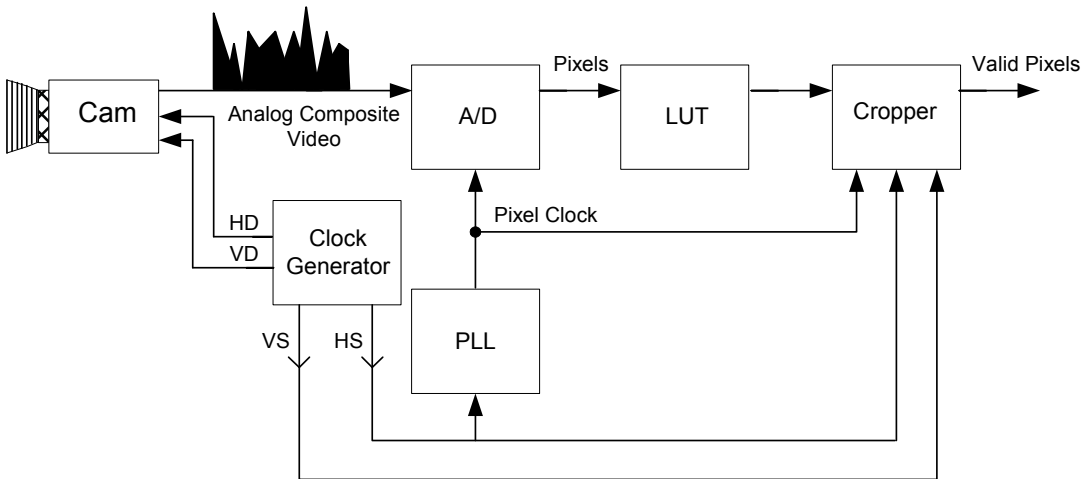 Pixels
Valid Pixels
Cam
Analog Composite
Video
A/D
LUT
Cropper
HD
VD
Clock
Generator
Pixel Clock
VS
HS
PLL